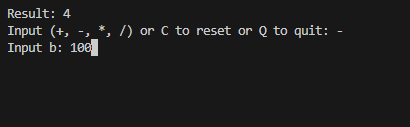 Result: 4
Input (+, -, *, /) or C to reset or Q to quit: -
Input b: 100